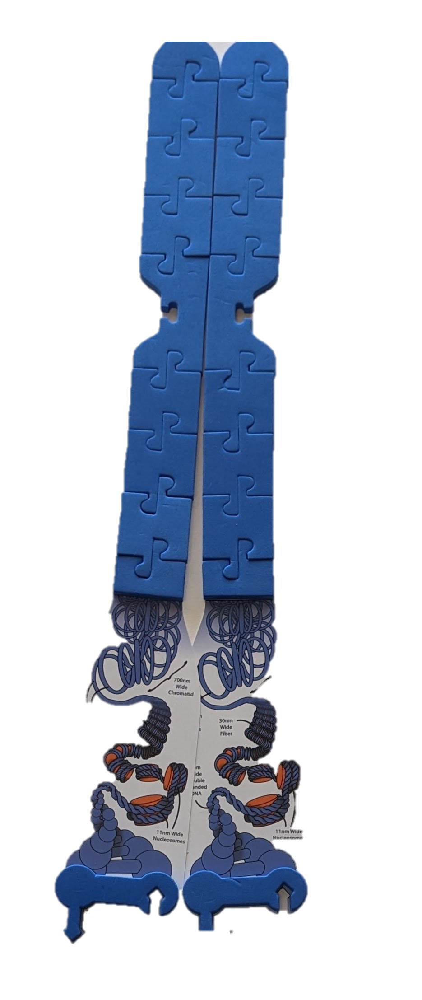 700nm
Wide
Chromatid
30nm
Wide
Fiber
11nm Wide
Nucleosomes
11nm Wide